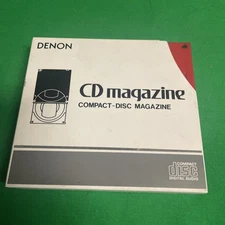 DENON
CD magazine
COMPACT-DISC MAGAZINE
COMPACT
disc
DIGITAL AUDIO